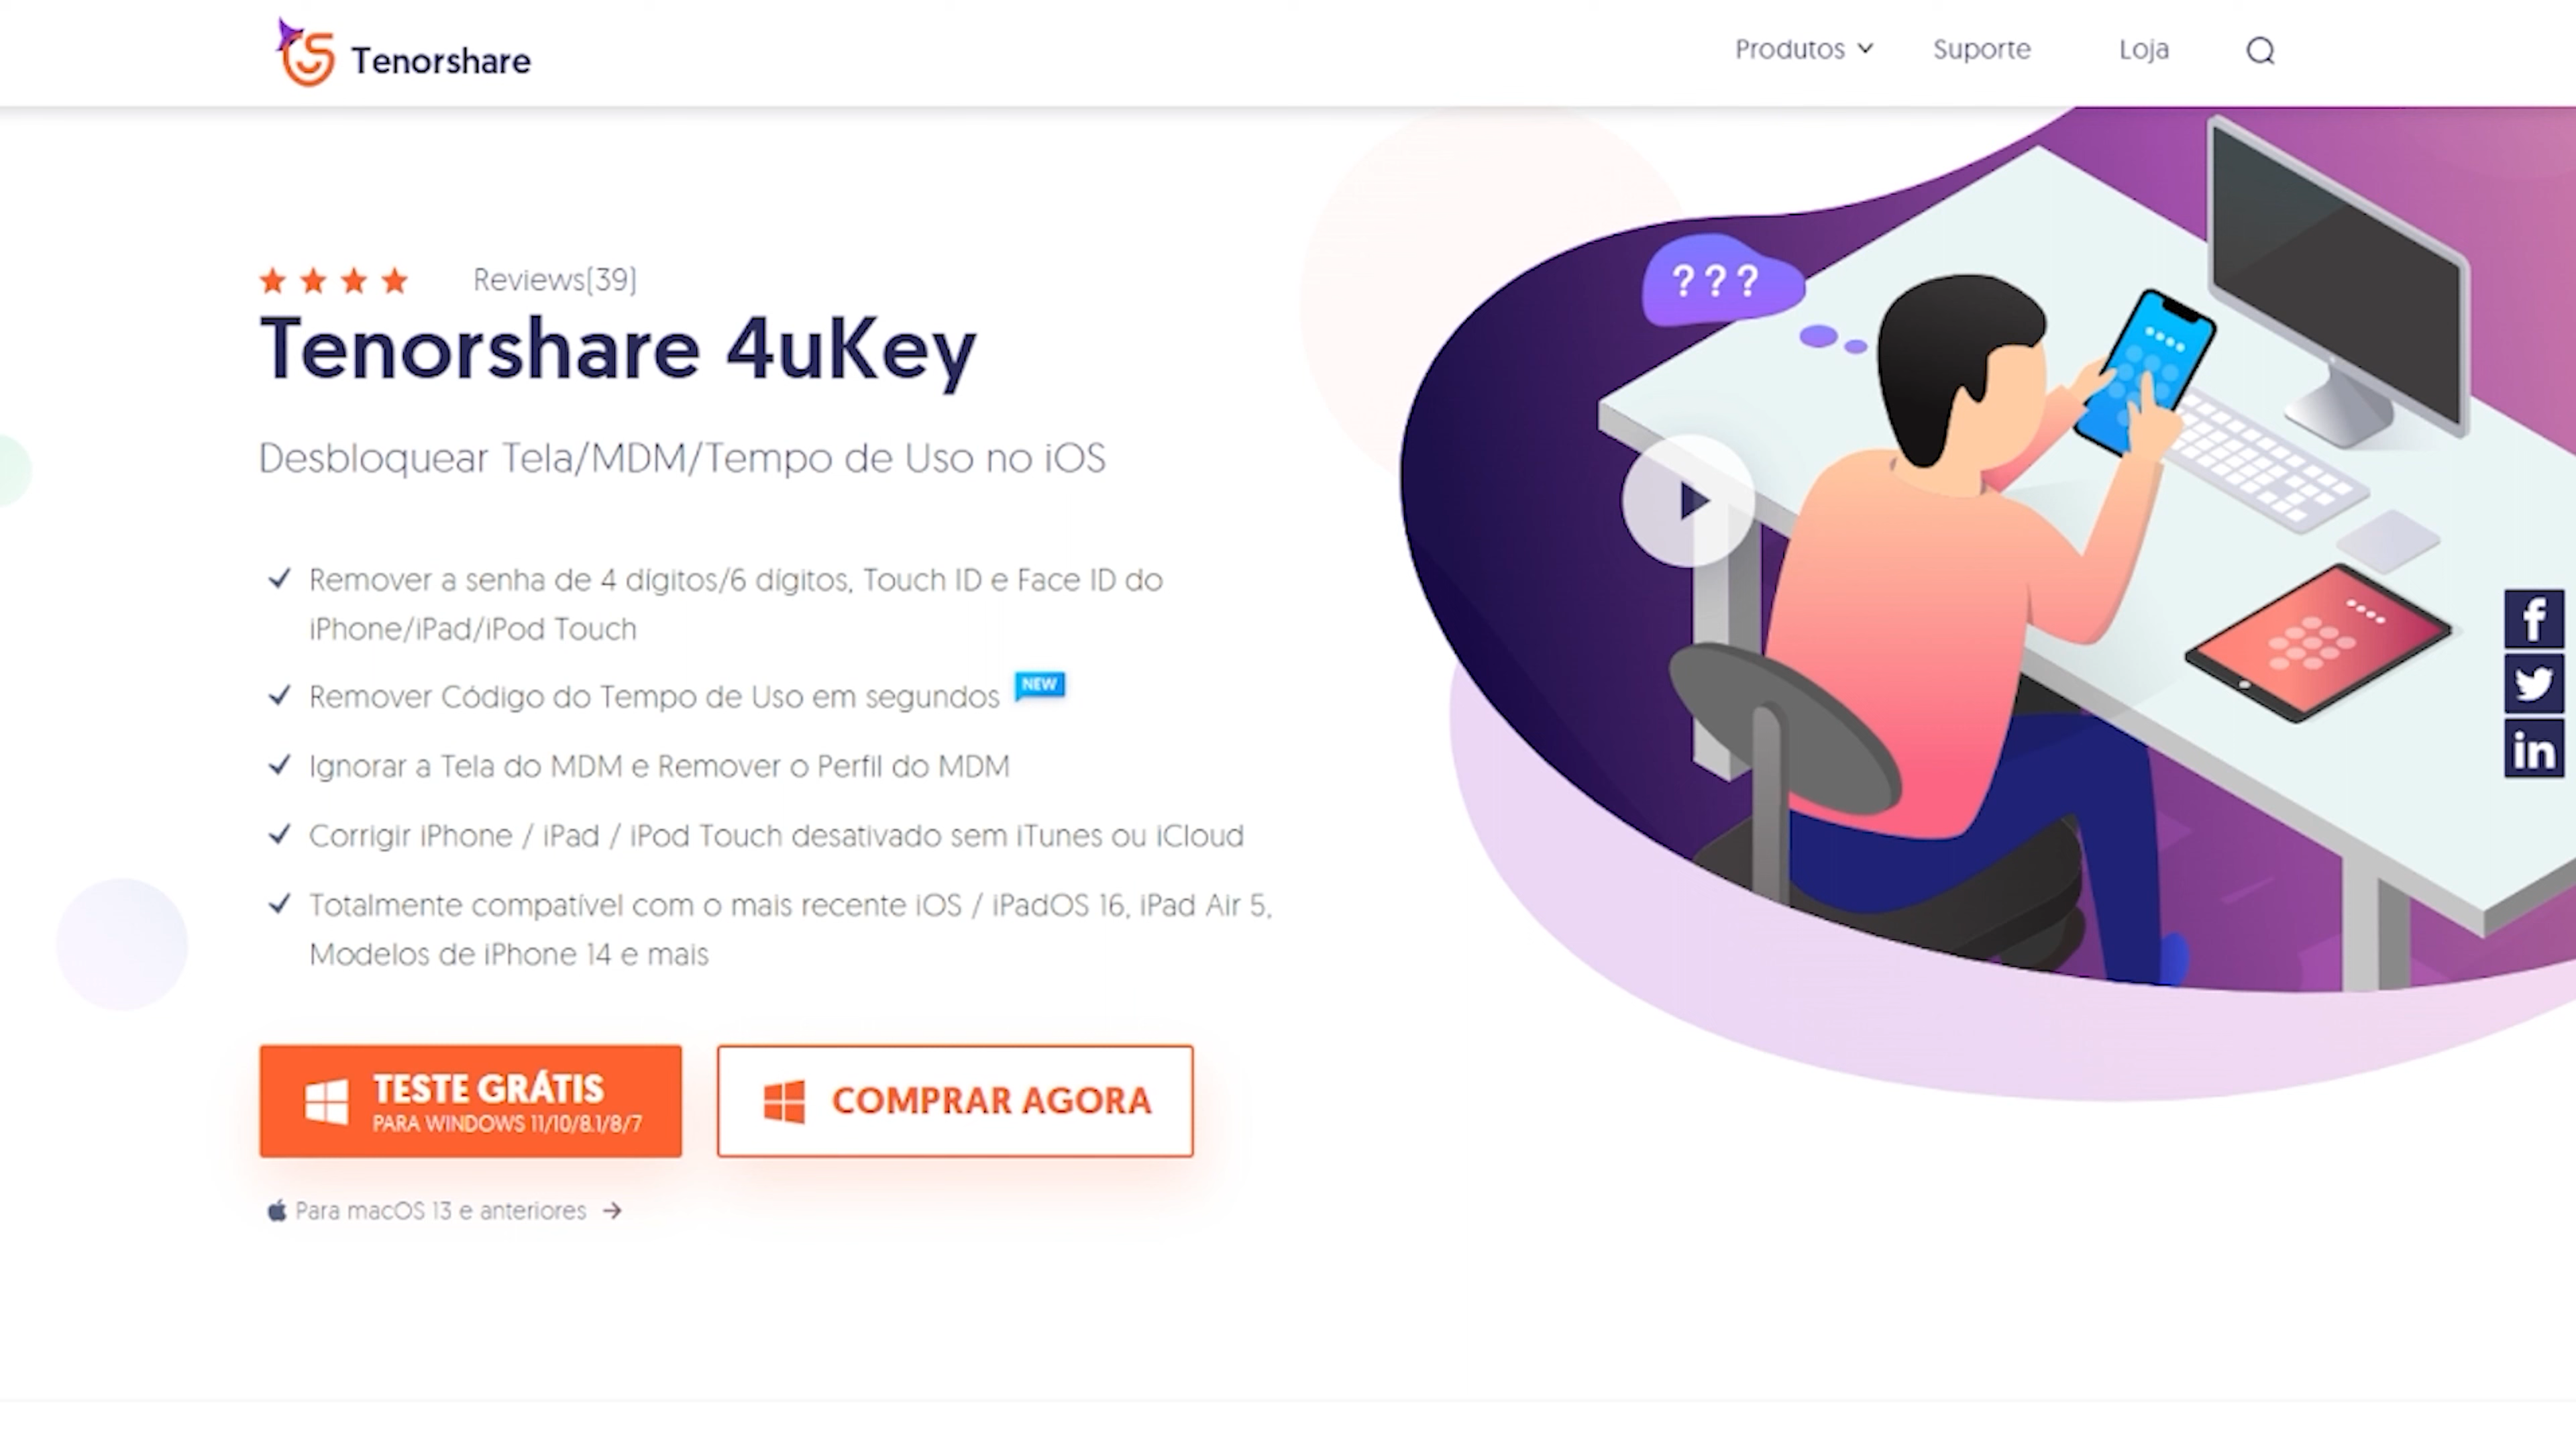 Tenorshare
Produtos
Suporte
Loja
Reviews(39)
Tenorshare 4uKey
Desbloquear Tela/MDM/Tempo de Uso no iOS
Remover a senha de 4 dígitos/6 dígitos, Touch ID e Face ID do
iPhone/iPad/iPod Touch
Remover Código do Tempo de Uso em segundos NEW
Ignorar a Tela do MDM e Remover o Perfil do MDM
Corrigir iPhone / iPad / iPod Touch desativado sem iTunes ou iCloud
Totalmente compatível com o mais recente iOS / iPadOS 16, iPad Air 5,
Modelos de iPhone 14 e mais
TESTE GRÁTIS
PARA WINDOWS 11/10/8.1/8/7
COMPRAR AGORA
Para macOS 13 e anteriores
???
f
in